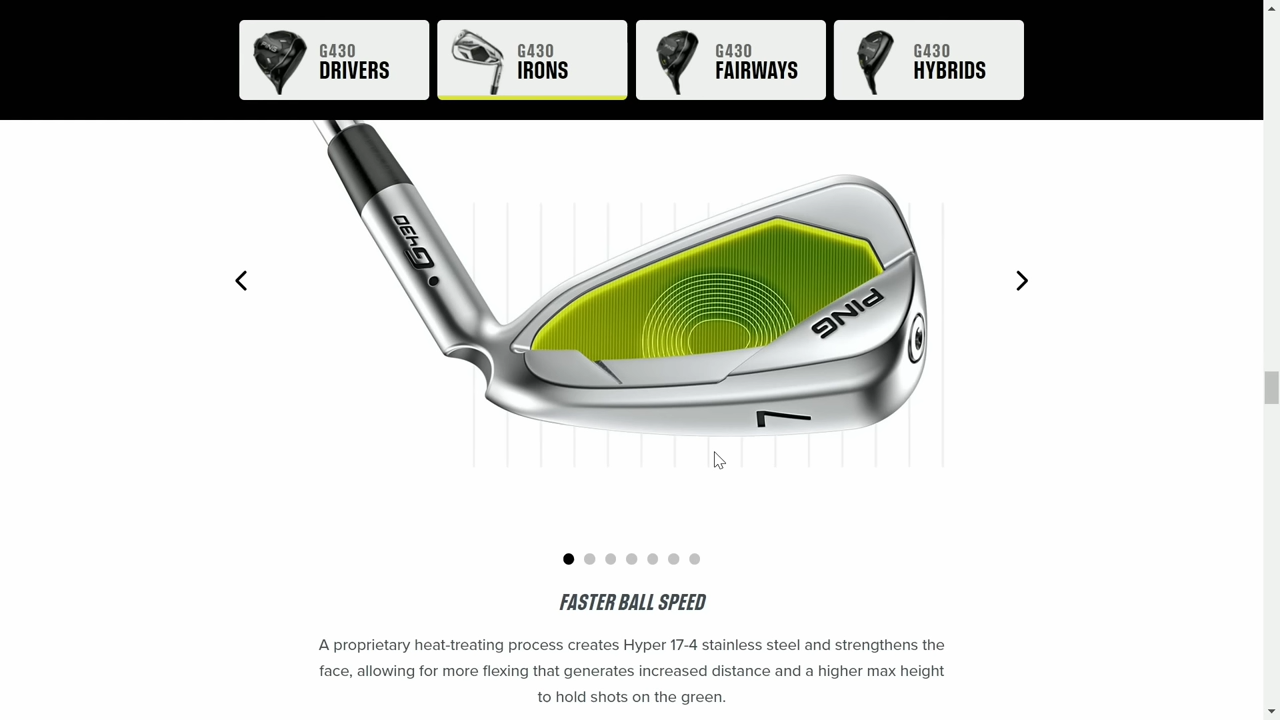 G430
DRIVERS
G430
IRONS
G430
FAIRWAYS
G430
HYBRIDS
G430
PING
7
FASTER BALL SPEED
A proprietary heat-treating process creates Hyper 17-4 stainless steel and strengthens the
face, allowing for more flexing that generates increased distance and a higher max height
to hold shots on the green.